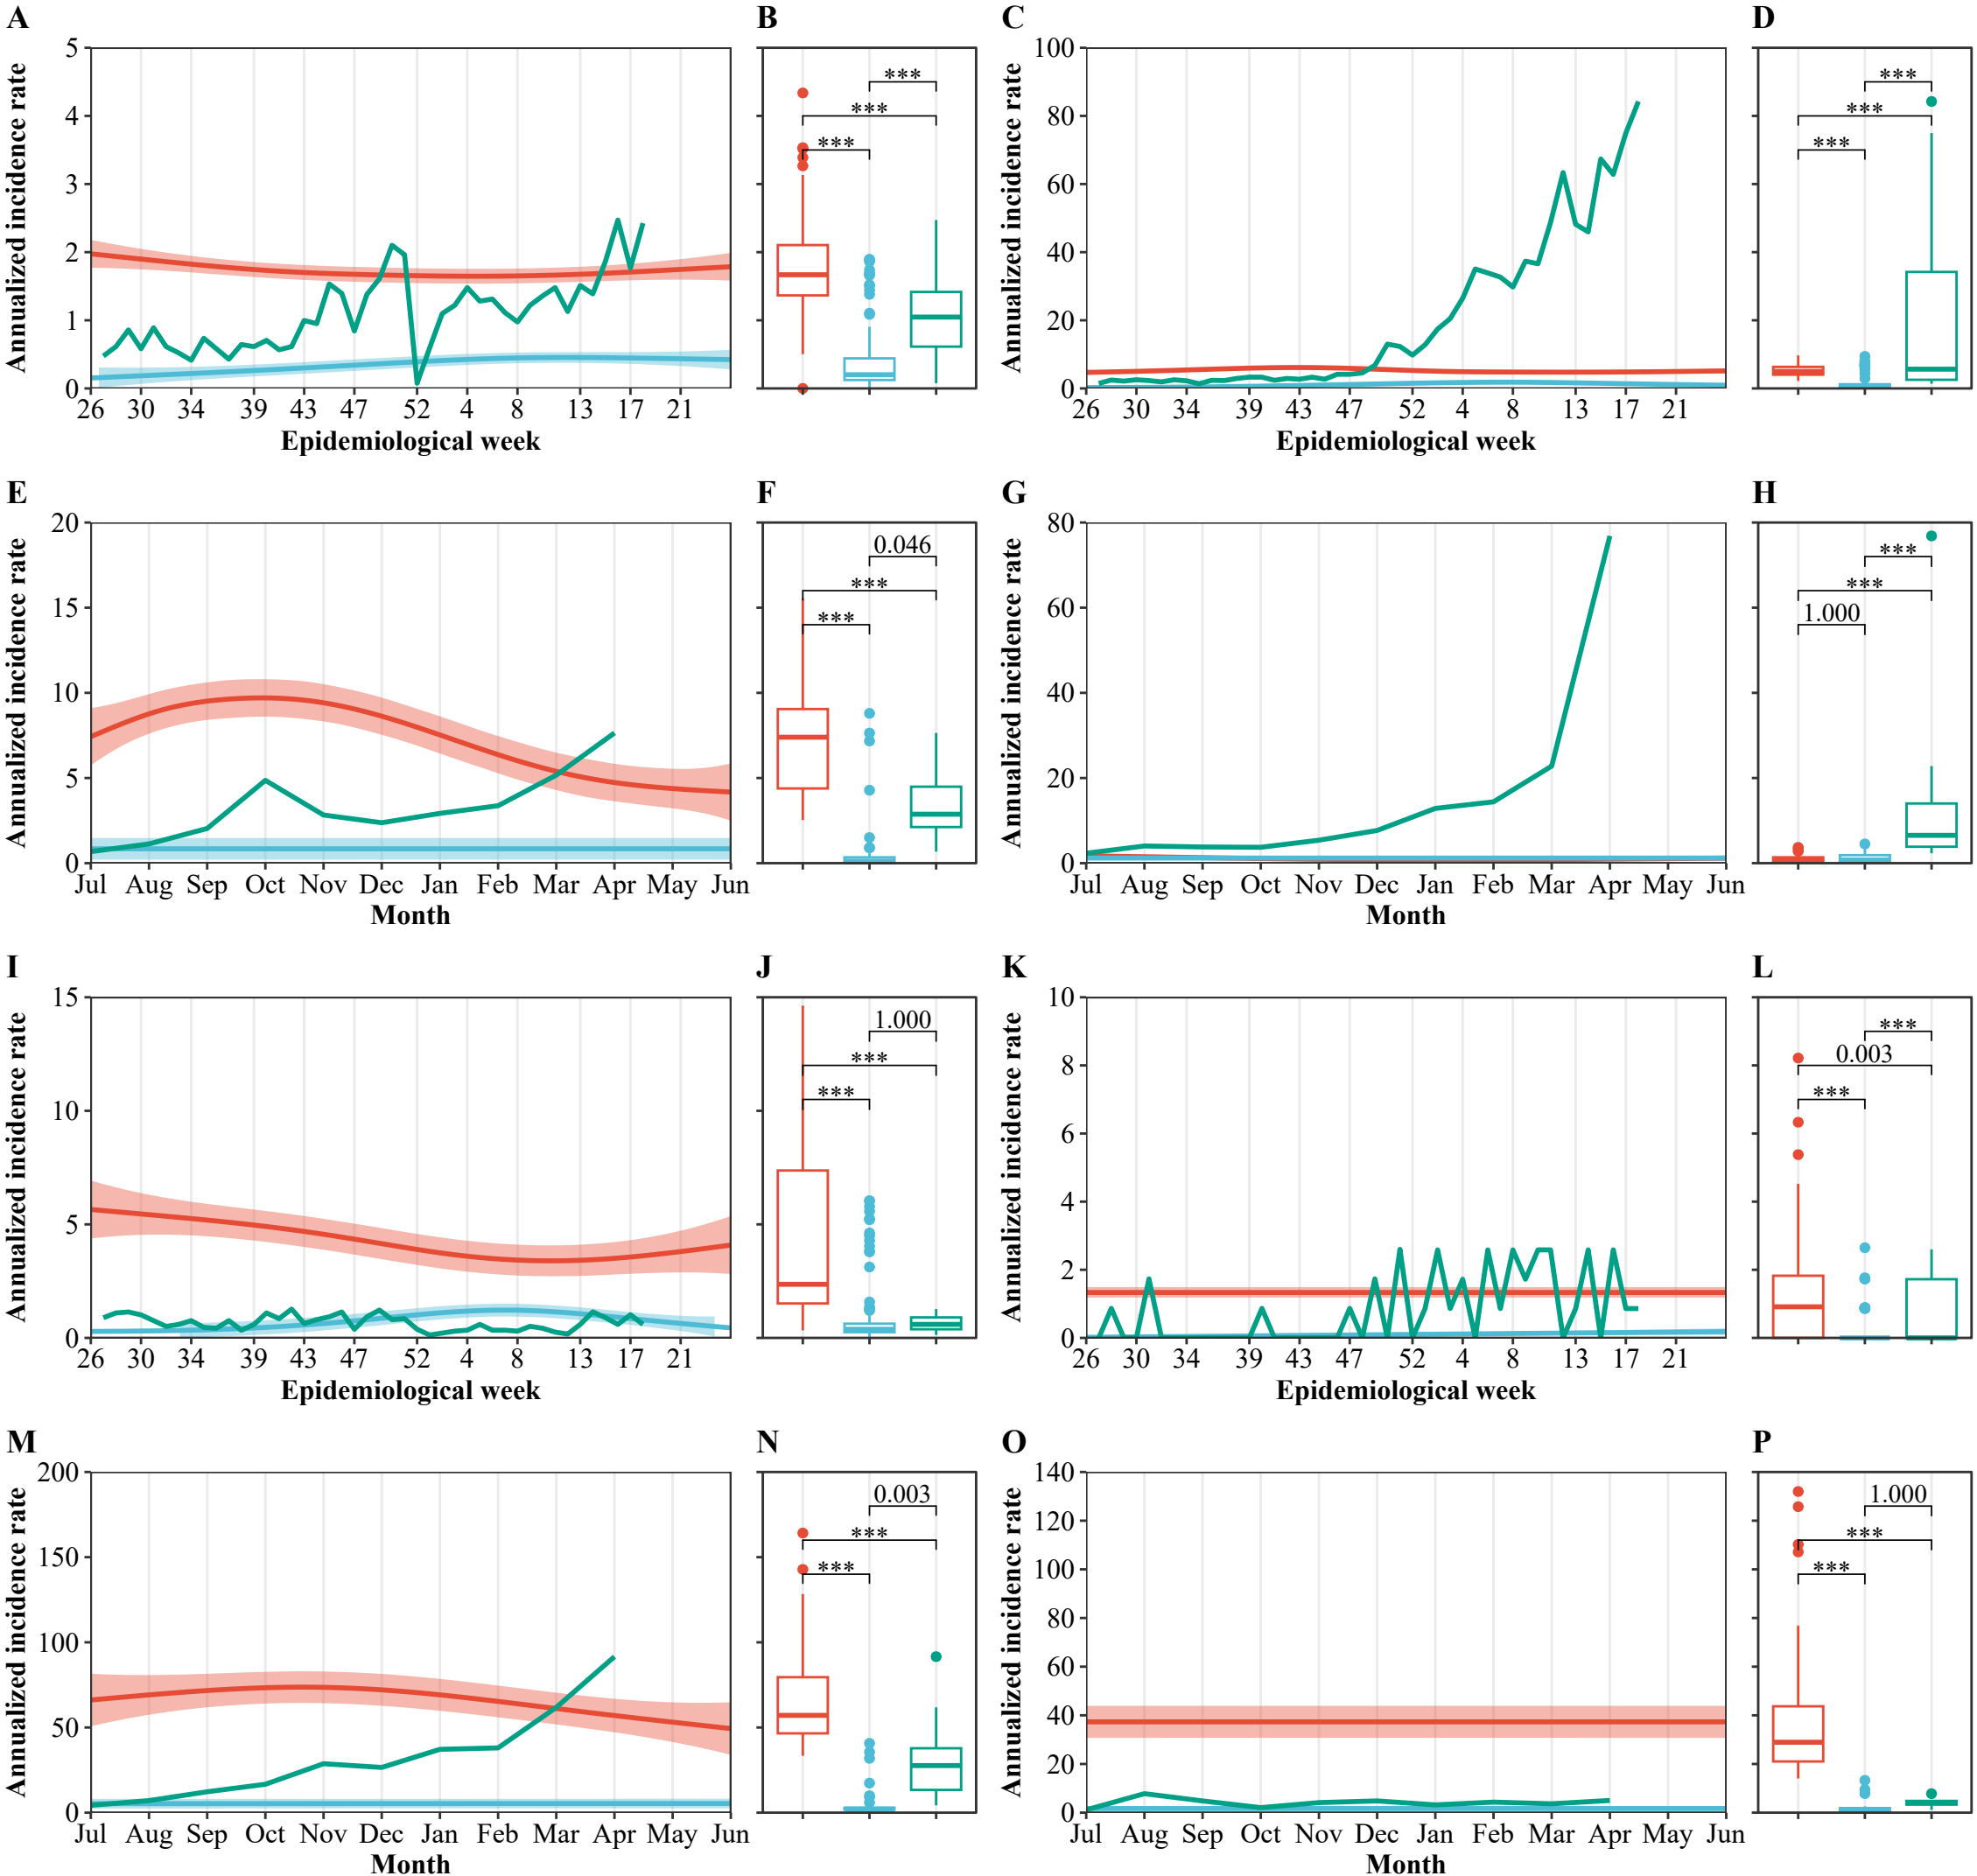 A B C D
Annualized incidence rate
5
4
3
2
1
0
26 30 34 39 43 47 52 4 8 13 17 21
Epidemiological week
***
***
***
Annualized incidence rate
100
80
60
40
20
0
26 30 34 39 43 47 52 4 8 13 17 21
Epidemiological week
***
***
***
E F G H
Annualized incidence rate
20
15
10
5
0
Jul Aug Sep Oct Nov Dec Jan Feb Mar Apr May Jun
Month
0.046
***
***
Annualized incidence rate
80
60
40
20
0
Jul Aug Sep Oct Nov Dec Jan Feb Mar Apr May Jun
Month
***
***
1.000
I J K L
Annualized incidence rate
15
10
5
0
26 30 34 39 43 47 52 4 8 13 17 21
Epidemiological week
1.000
***
***
Annualized incidence rate
10
8
6
4
2
0
26 30 34 39 43 47 52 4 8 13 17 21
Epidemiological week
***
0.003
***
M N O P
Annualized incidence rate
200
150
100
50
0
Jul Aug Sep Oct Nov Dec Jan Feb Mar Apr May Jun
Month
0.003
***
***
Annualized incidence rate
140
120
100
80
60
40
20
0
Jul Aug Sep Oct Nov Dec Jan Feb Mar Apr May Jun
Month
1.000
***
***